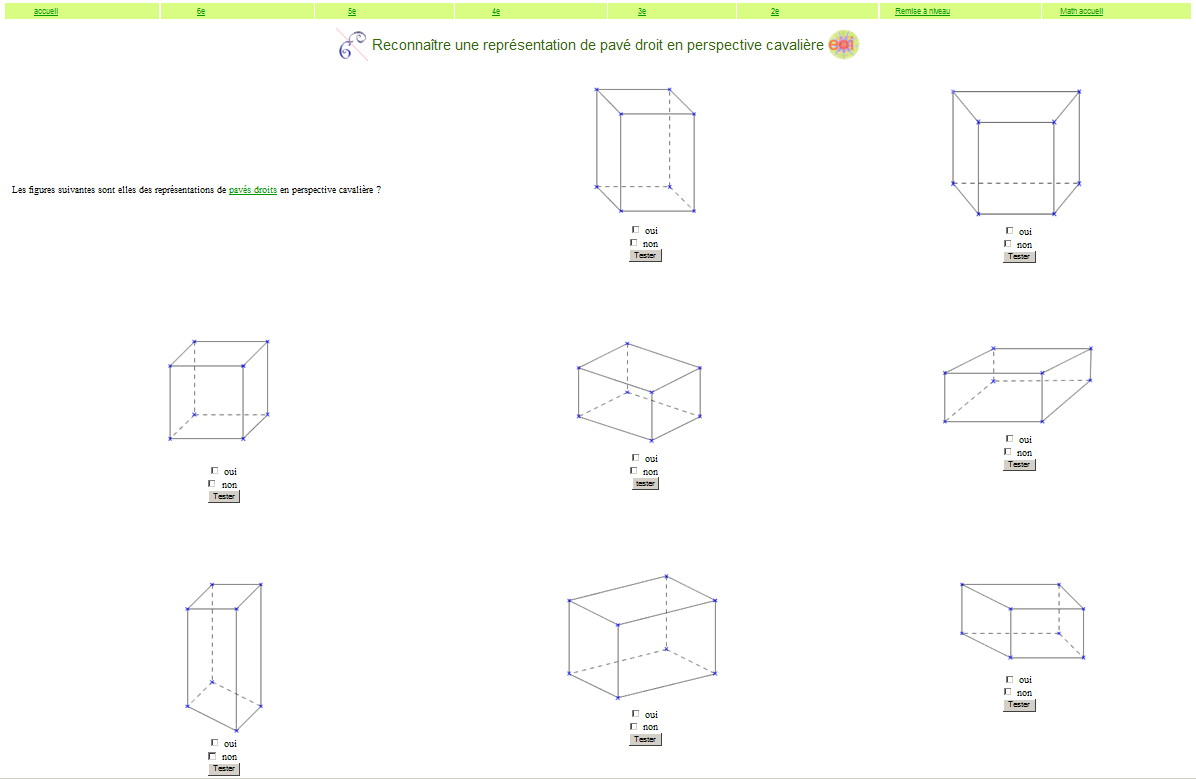 accueil 6e 5e 4e 3e 2e Remise à niveau Math accueil
Reconnaître une représentation de pavé droit en perspective cavalière eoi
Les figures suivantes sont elles des représentations de pavés droits en perspective cavalière ?
oui
non
Tester
oui
non
Tester
oui
non
Tester
oui
non
tester
oui
non
Tester
oui
non
Tester
oui
non
Tester
oui
non
Tester